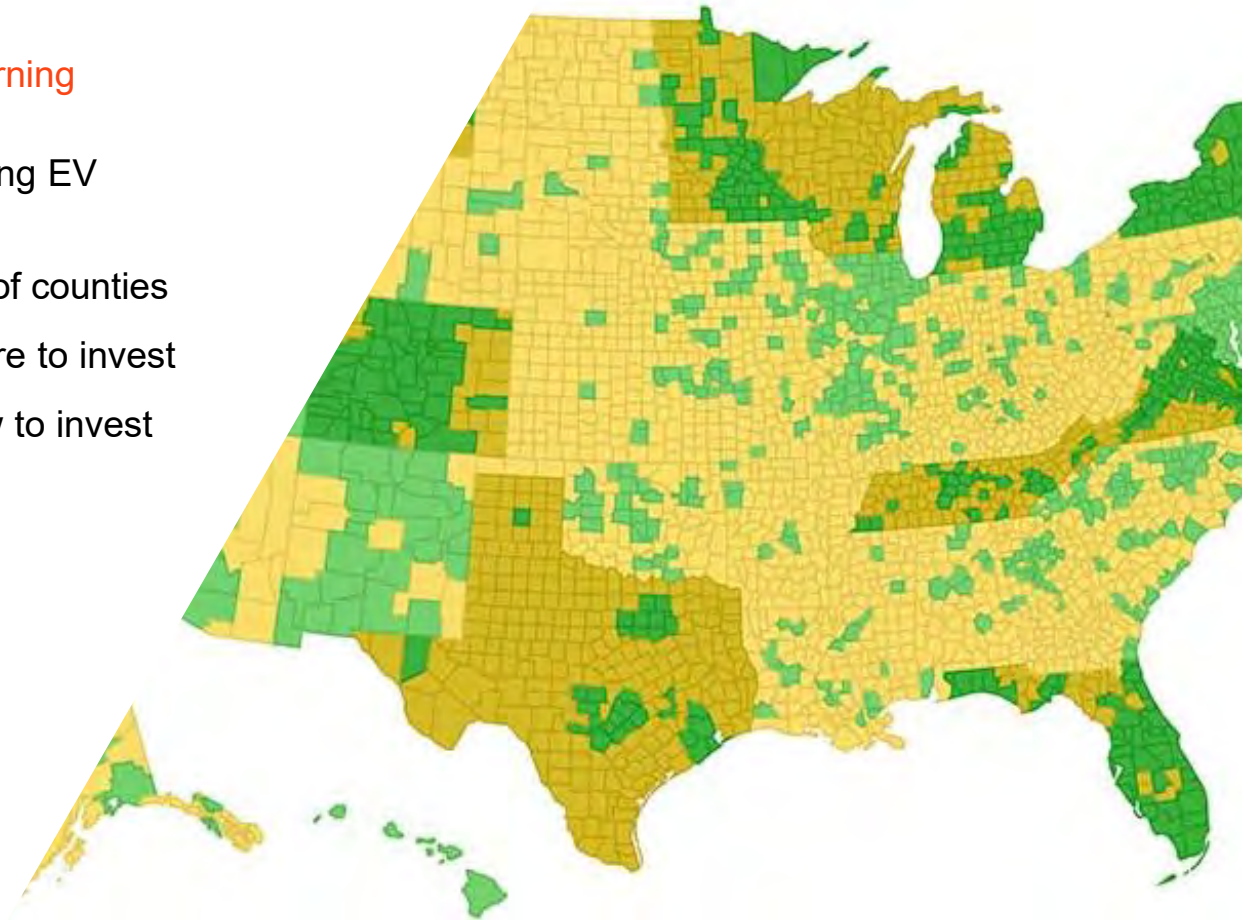 rning
ng EV
of counties
re to invest
to invest